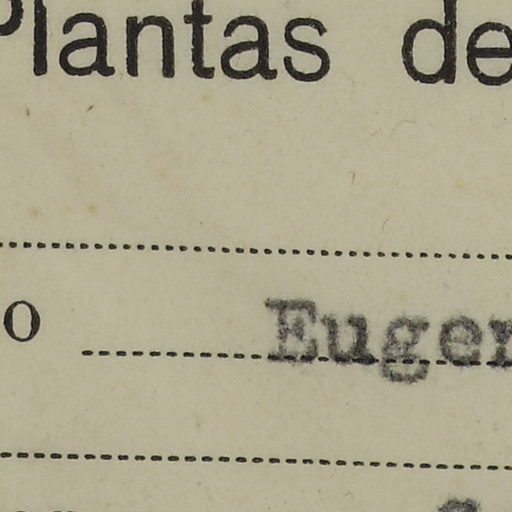 Plantas de
o Eugen